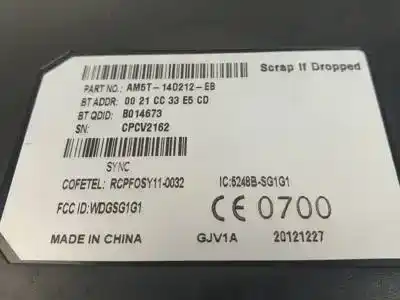 Scrap If Dropped
PART NO.: AM5T-14D212-EB
BT ADDR: 00 21 CC 33 E5 CD
BT QDID: B014673
SN: CPCV2162
SYNC
COFETEL: RCPFOSY11-0032 IC:5248B-SG1G1
FCC ID:WDGSG1G1 CE 0700
MADE IN CHINA GJV1A 20121227